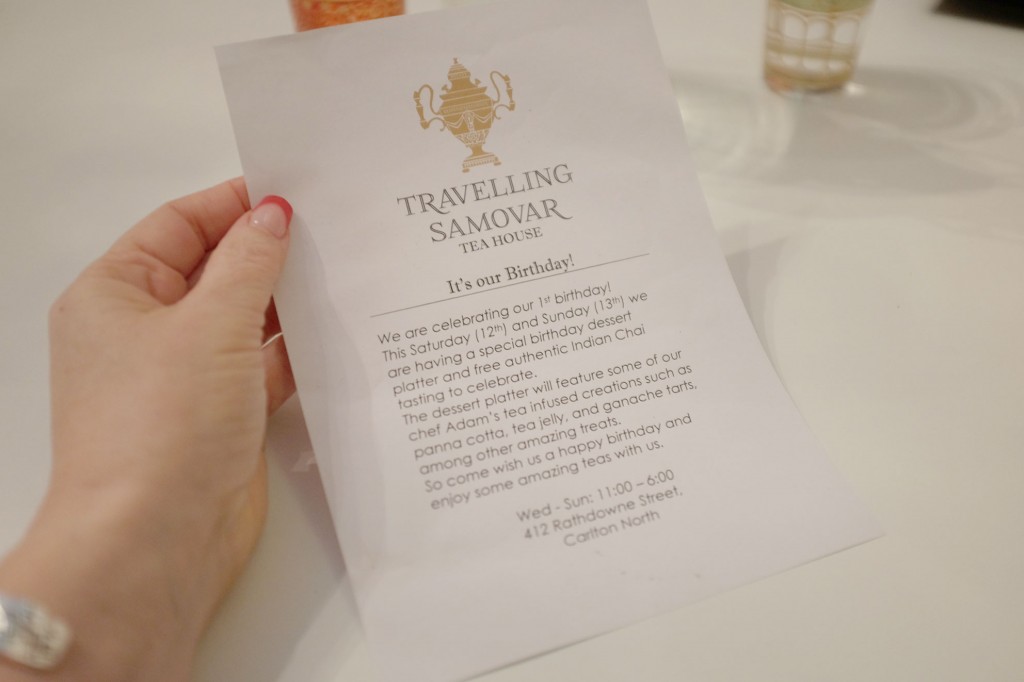 TRAVELLING
SAMOVAR
TEA HOUSE
It's our Birthday!
We are celebrating our 1st birthday!
This Saturday (12th) and Sunday (13th) we
are having a special birthday dessert
platter and free authentic Indian Chai
tasting to celebrate.
The dessert platter will feature some of our
chef Adam's tea infused creations such as
panna cotta, tea jelly, and ganache tarts,
among other amazing treats.
So come wish us a happy birthday and
enjoy some amazing teas with us.
Wed - Sun: 11:00 – 6:00
412 Rathdowne Street,
Carlton North